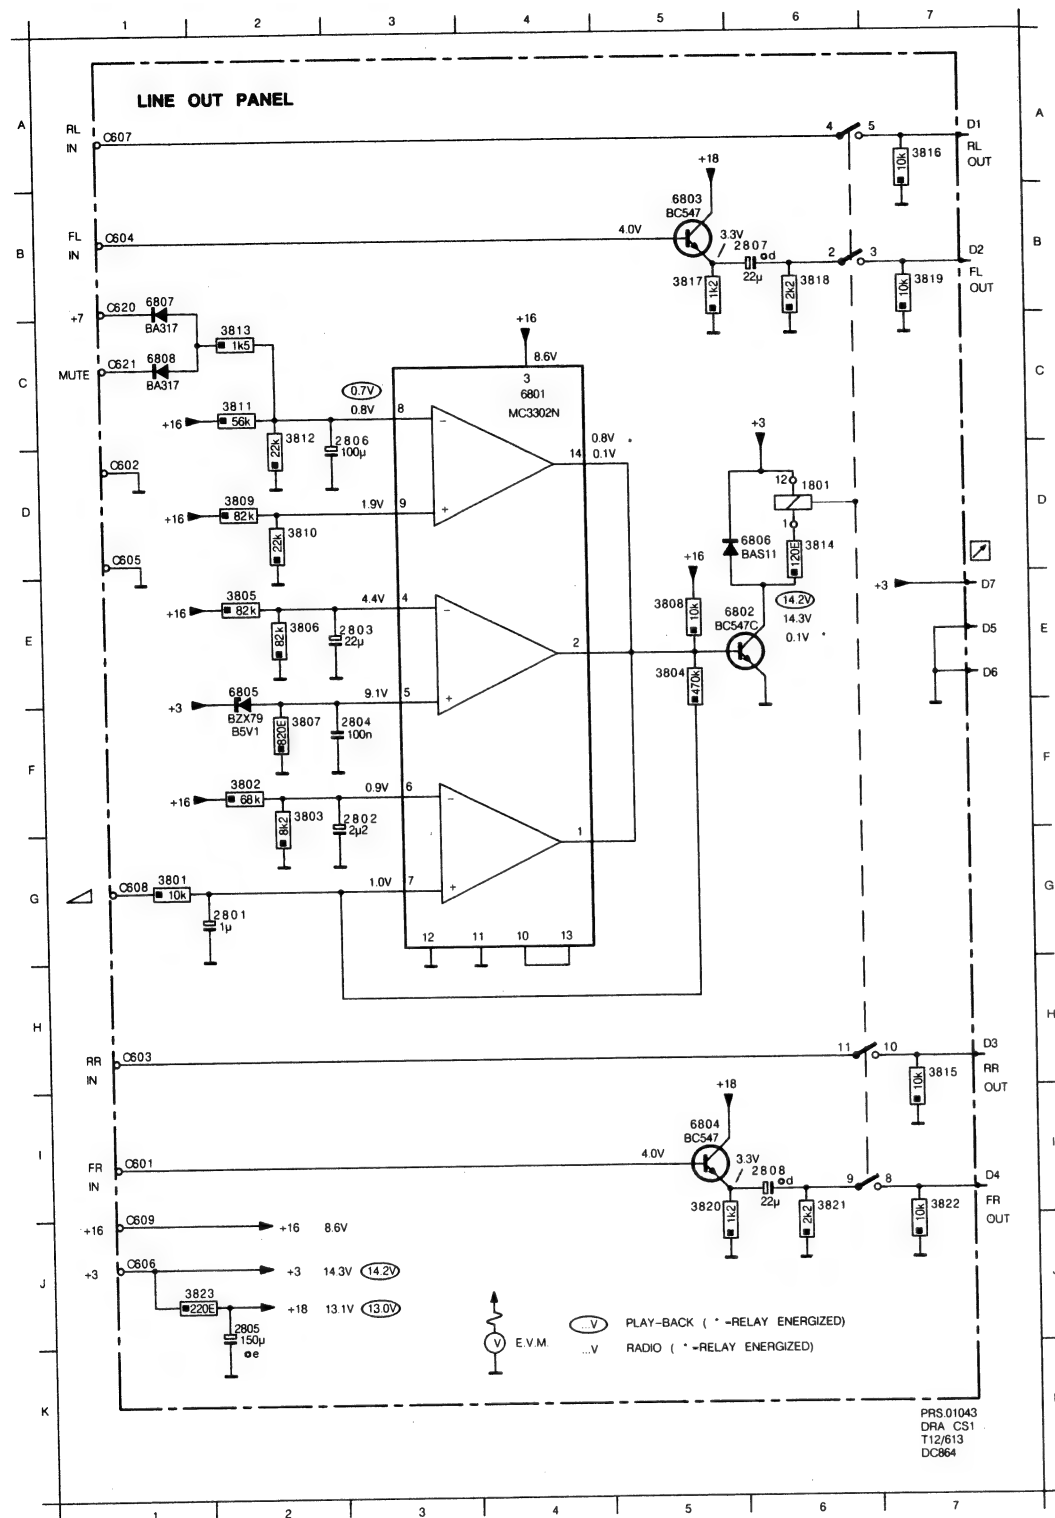 1 2 3 4 5 6 7
LINE OUT PANEL
A A
RL IN
C607
4 5
D1
RL OUT
3816
10k
+18
6803
BC547
B B
FL IN
C604
4.0V
3.3V
2807
d
22µ
2 3
D2
FL OUT
3817
1k2
2k2
3818
10k
3819
+7
C620
6807
BA317
3813
1k5
+16
8.6V
3
6801
MC3302N
C C
MUTE
C621
6808
BA317
0.7V
0.8V
8
3811
+16
56k
22k
3812
2806
100µ
−
+3
14
0.8V *
0.1V
C602
D D
3809
+16
82k
1.9V
9
+
22k
3810
12
1801
1
6806
BAS11
120E
3814
+16
C605
+3
D7
3805
+16
82k
4.4V
4
−
3808
10k
6802
BC547C
14.2V
14.3V
0.1V *
E E
82k
3806
2803
22µ
2
D5
3804
470k
D6
+3
6805
BZX79
B5V1
9.1V
5
+
820E
3807
2804
100n
F F
3802
+16
68k
0.9V
6
−
8k2
3803
2802
2µ2
1
G G
C608
3801
10k
1.0V
7
+
2801
1µ
12 11 10 13
H H
RR IN
C603
11 10
D3
RR OUT
10k
3815
+18
6804
BC547
I I
FR IN
C601
4.0V
3.3V
2808
d
22µ
9 8
D4
FR OUT
3820
1k2
2k2
3821
10k
3822
+16
C609
+16 8.6V
J
+3
C606
+3 14.3V 14.2V
3823
220E
+18 13.1V 13.0V
2805
150µ
e
V E.V.M.
...V PLAY-BACK ( * =RELAY ENERGIZED)
...V RADIO ( * =RELAY ENERGIZED)
K
PRS.01043
DRA CS1
T12/613
DC864
1 2 3 4 5 6 7